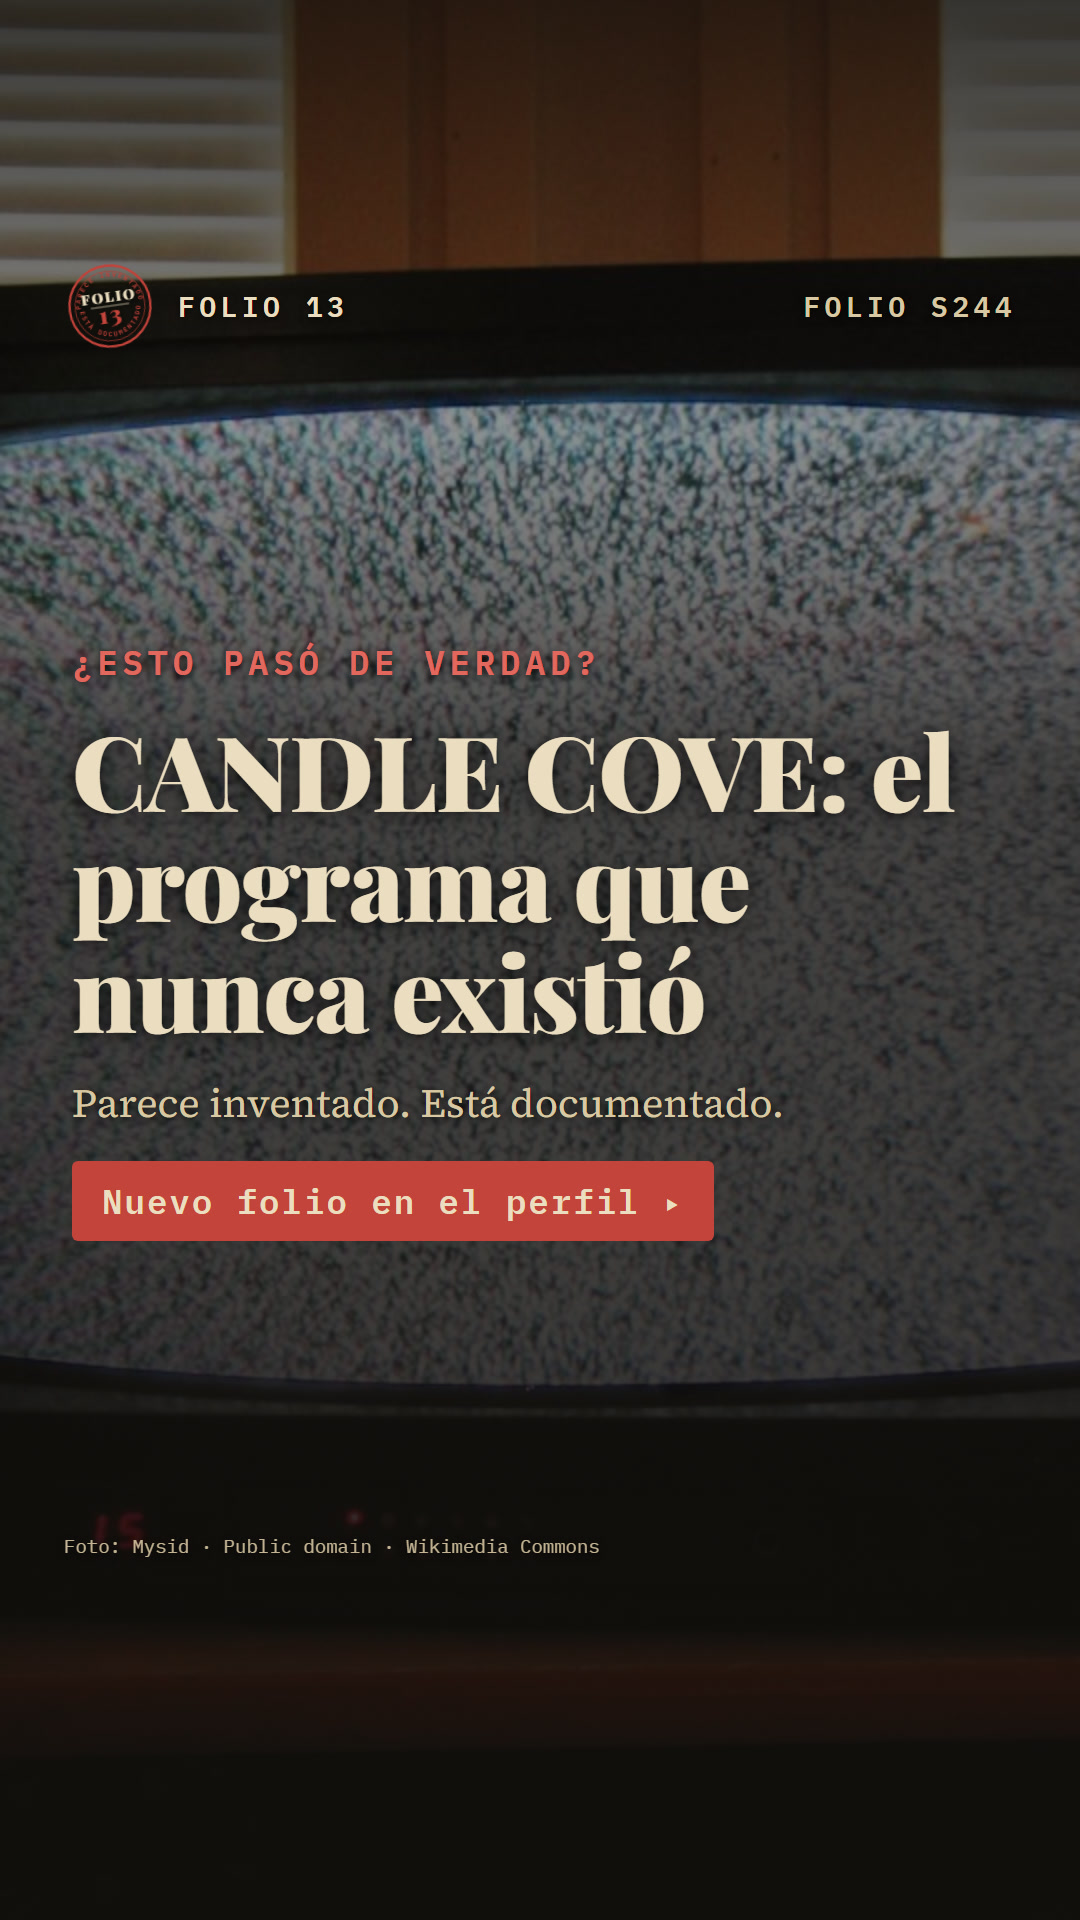 FOLIO
13
FOLIO 13
FOLIO S244
¿ESTO PASÓ DE VERDAD?
CANDLE COVE: el
programa que
nunca existió
Parece inventado. Está documentado.
Nuevo folio en el perfil ▸
15
Foto: Mysid · Public domain · Wikimedia Commons